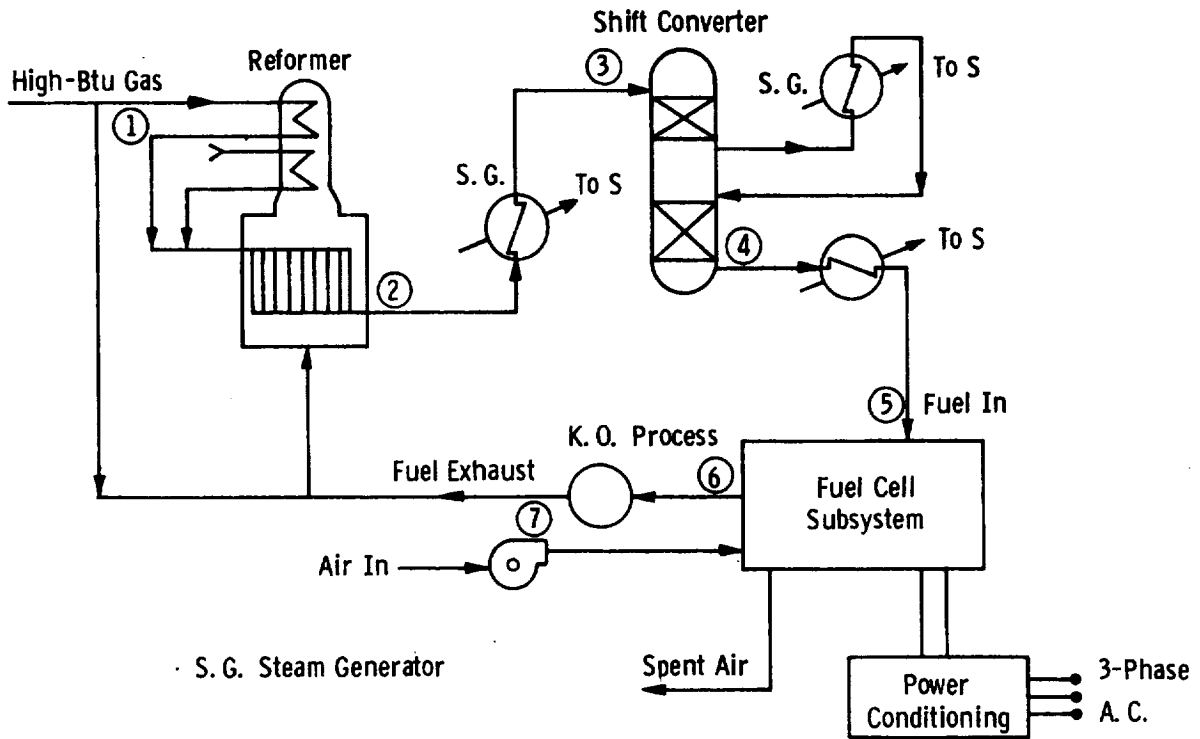 Shift Converter
Reformer
High-Btu Gas
①
③
S. G.
To S
S. G.
To S
②
④
To S
⑤
Fuel In
K. O. Process
Fuel Exhaust
⑥
Fuel Cell
Subsystem
⑦
Air In
S. G. Steam Generator
Spent Air
Power
Conditioning
3-Phase
A. C.